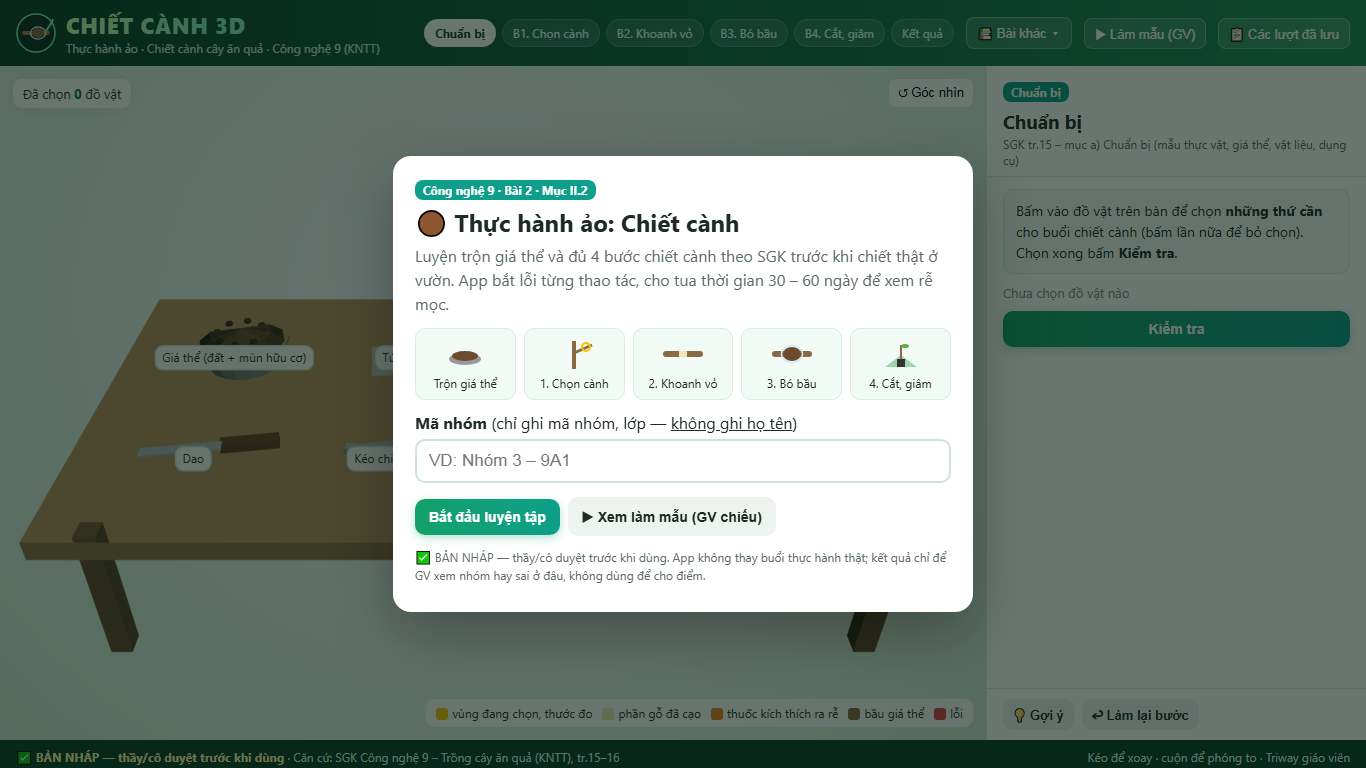 CHIẾT CÀNH 3D
Thực hành ảo · Chiết cành cây ăn quả · Công nghệ 9 (KNTT)
Chuẩn bị
B1. Chọn cành
B2. Khoanh vỏ
B3. Bó bầu
B4. Cắt, giâm
Kết quả
Bài khác
Làm mẫu (GV)
Các lượt đã lưu
Đã chọn 0 đồ vật
Góc nhìn
Chuẩn bị
Chuẩn bị
SGK tr.15 – mục a) Chuẩn bị (mẫu thực vật, giá thể, vật liệu, dụng
cụ)
Bấm vào đồ vật trên bàn để chọn những thứ cần
cho buổi chiết cành (bấm lần nữa để bỏ chọn).
Chọn xong bấm Kiểm tra.
Chưa chọn đồ vật nào
Kiểm tra
Công nghệ 9 · Bài 2 · Mục II.2
Thực hành ảo: Chiết cành
Luyện trộn giá thể và đủ 4 bước chiết cành theo SGK trước khi chiết thật ở
vườn. App bắt lỗi từng thao tác, cho tua thời gian 30 – 60 ngày để xem rễ
mọc.
Trộn giá thể
1. Chọn cành
2. Khoanh vỏ
3. Bó bầu
4. Cắt, giâm
Mã nhóm (chỉ ghi mã nhóm, lớp — không ghi họ tên)
VD: Nhóm 3 – 9A1
Bắt đầu luyện tập
Xem làm mẫu (GV chiếu)
BẢN NHÁP — thầy/cô duyệt trước khi dùng. App không thay buổi thực hành thật; kết quả chỉ để
GV xem nhóm hay sai ở đâu, không dùng để cho điểm.
Giá thể (đất + mùn hữu cơ)
Dao
Kéo
vùng đang chọn, thước đo
phần gỗ đã cạo
thuốc kích thích ra rễ
bầu giá thể
lỗi
Gợi ý
Làm lại bước
BẢN NHÁP — thầy/cô duyệt trước khi dùng · Căn cứ: SGK Công nghệ 9 – Trồng cây ăn quả (KNTT), tr.15–16
Kéo để xoay · cuộn để phóng to · Triway giáo viên